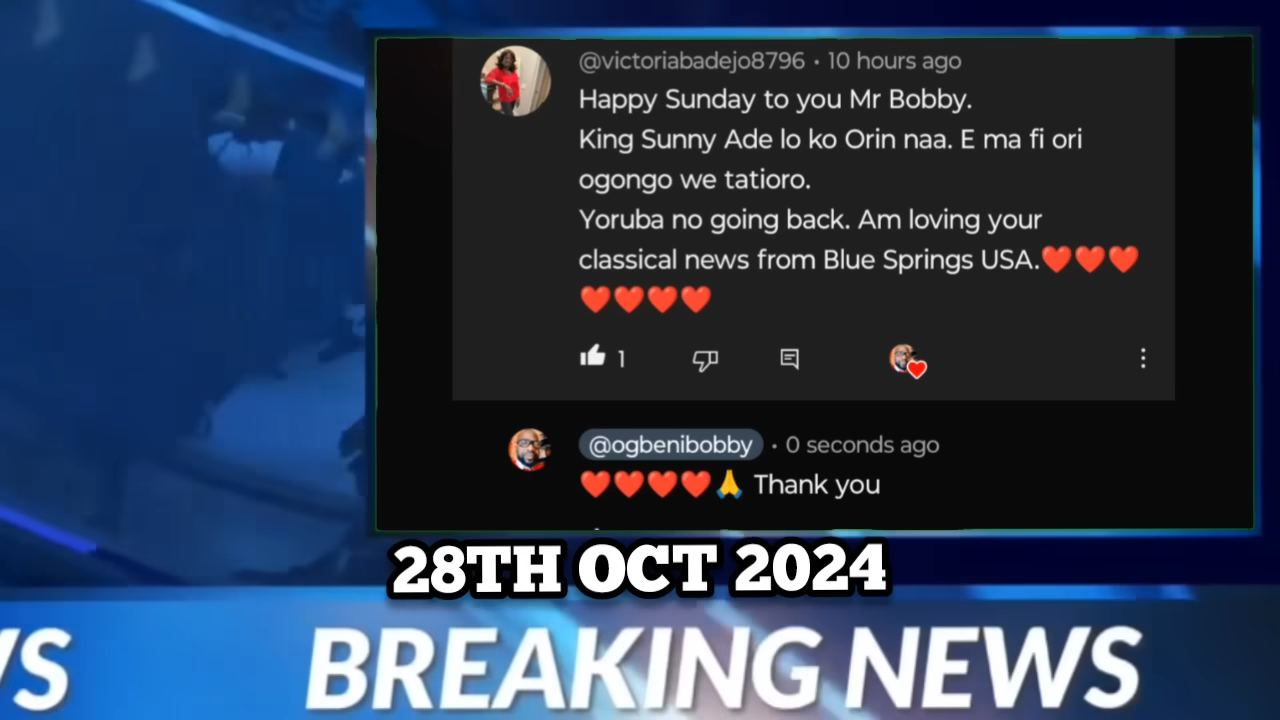 @victoriabadejo8796 · 10 hours ago
Happy Sunday to you Mr Bobby.
King Sunny Ade lo ko Orin naa. E ma fi ori
ogongo we tatioro.
Yoruba no going back. Am loving your
classical news from Blue Springs USA.❤️❤️❤️
❤️❤️❤️❤️
1
@ogbenibobby · 0 seconds ago
❤️❤️❤️❤️🙏 Thank you
28TH OCT 2024
WS BREAKING NEWS